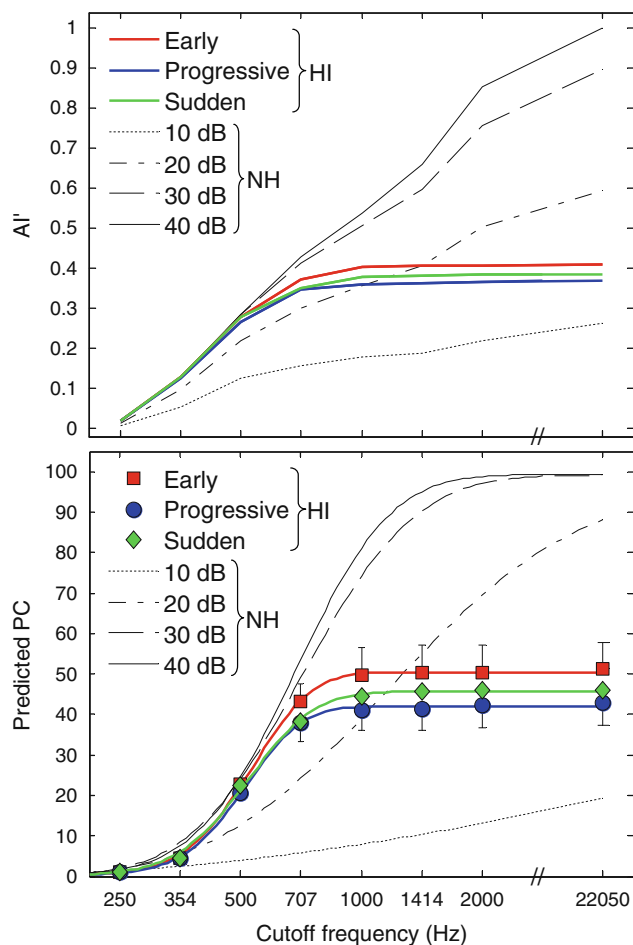 1
0.9
0.8
0.7
0.6
0.5
0.4
0.3
0.2
0.1
0
AI'
Early
Progressive
Sudden
HI
10 dB
20 dB
30 dB
40 dB
NH
//
100
90
80
70
60
50
40
30
20
10
0
Predicted PC
Early
Progressive
Sudden
HI
10 dB
20 dB
30 dB
40 dB
NH
//
250 354 500 707 1000 1414 2000 22050
Cutoff frequency (Hz)